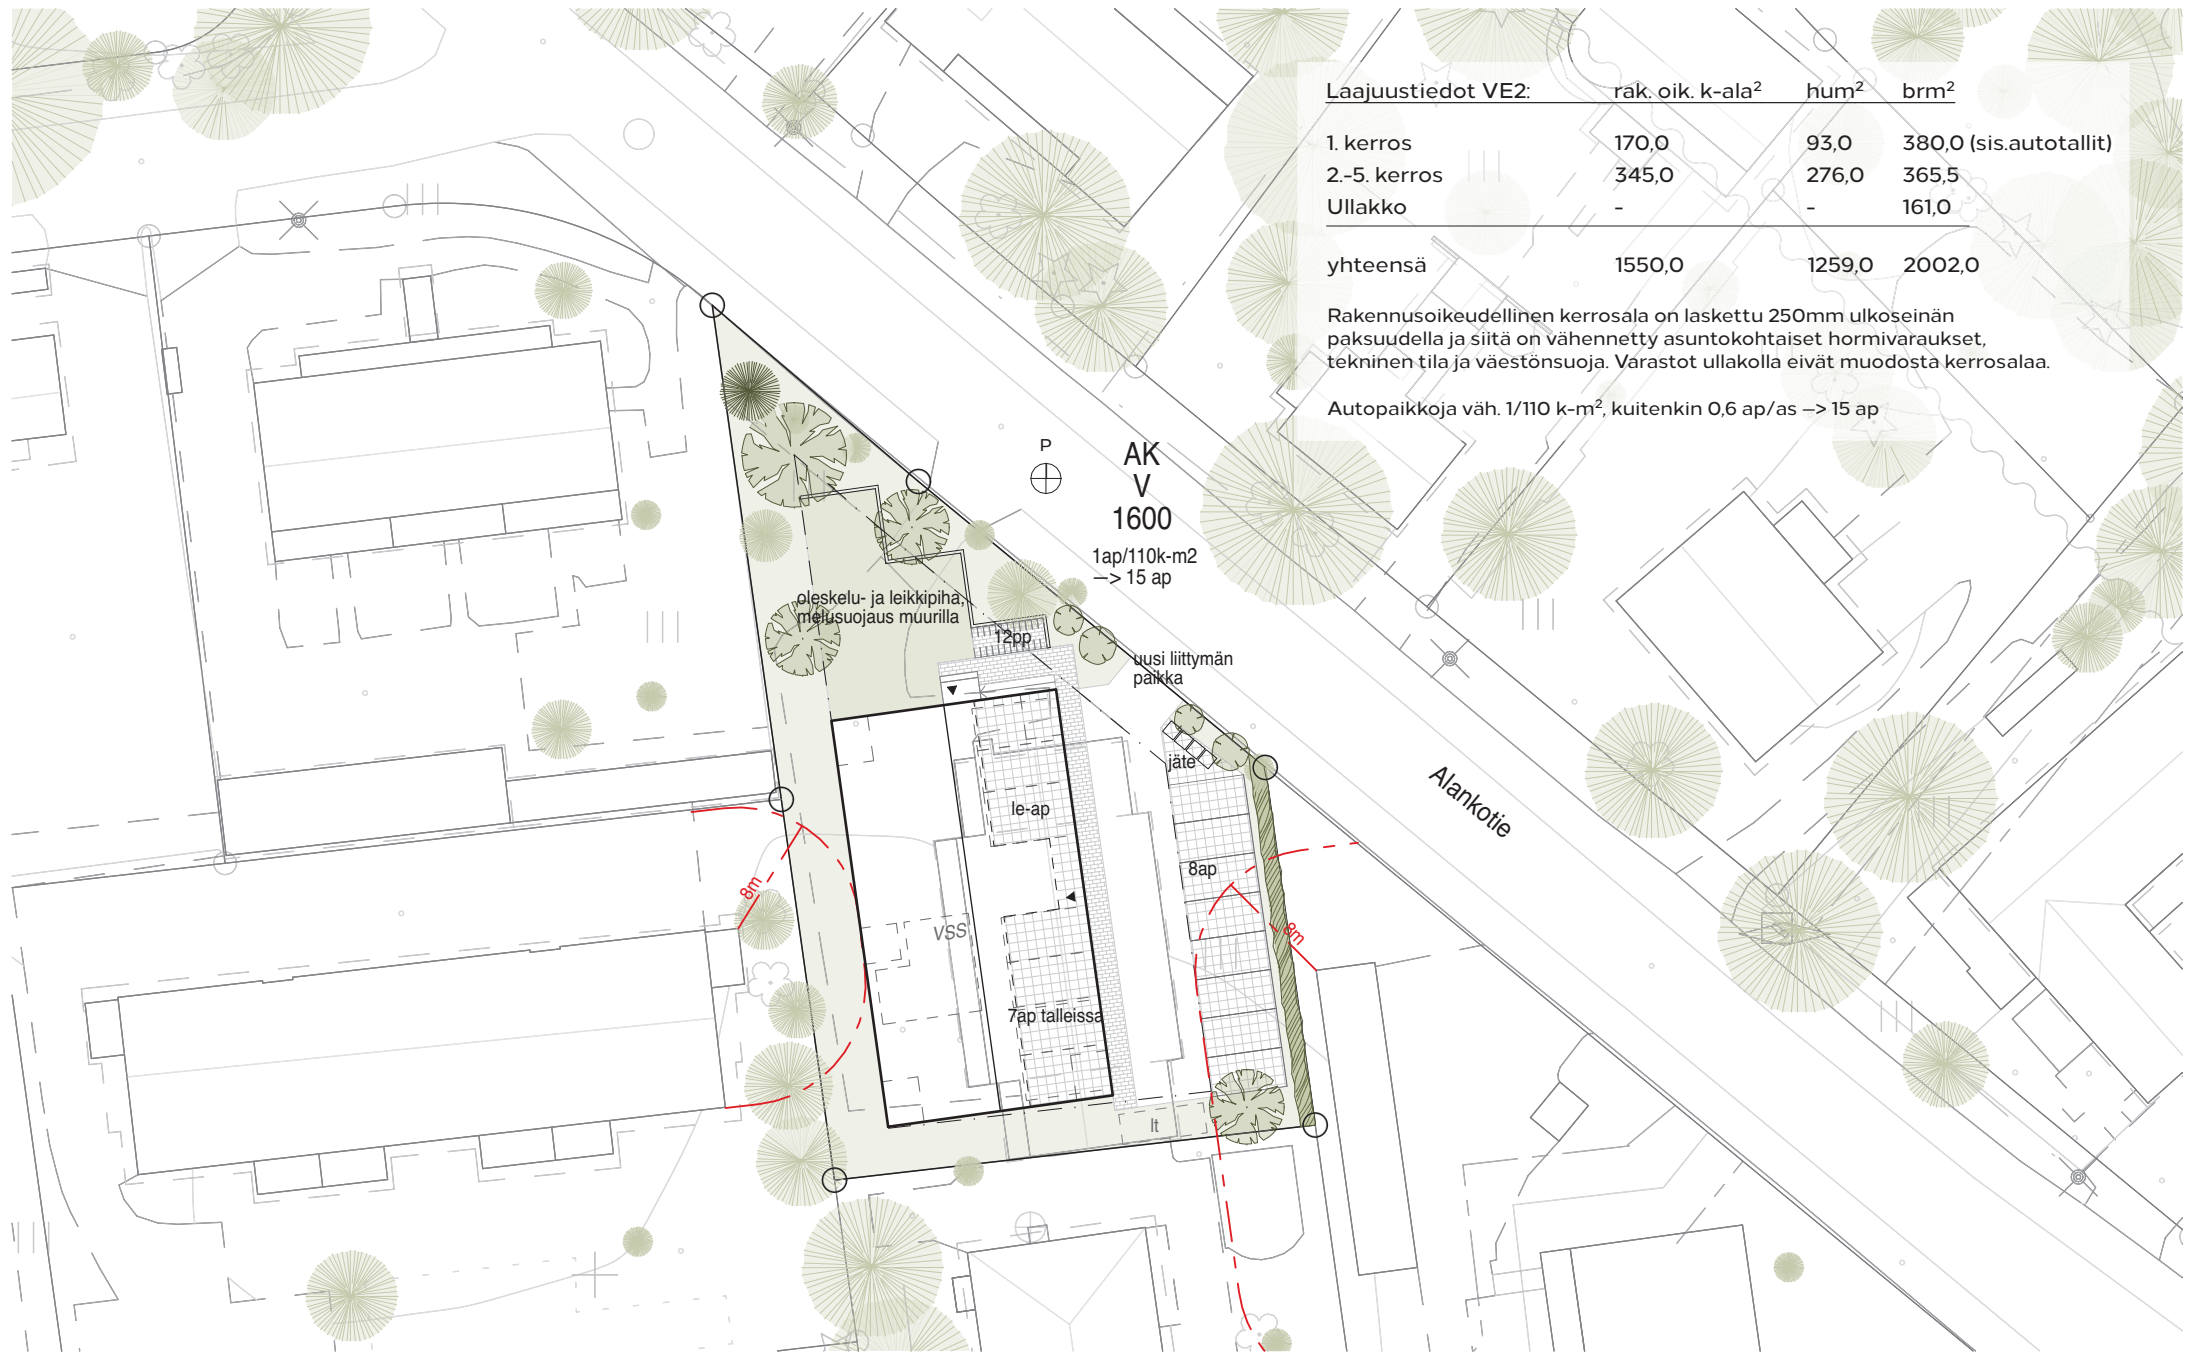 Laajuustiedot VE2: rak. oik. k-ala² hum² brm²
1. kerros 170,0 93,0 380,0 (sis.autotallit)
2.-5. kerros 345,0 276,0 365,5
Ullakko - - 161,0
yhteensä 1550,0 1259,0 2002,0
Rakennusoikeudellinen kerrosala on laskettu 250mm ulkoseinän
paksuudella ja siitä on vähennetty asuntokohtaiset hormivaraukset,
tekninen tila ja väestönsuoja. Varastot ullakolla eivät muodosta kerrosalaa.
Autopaikkoja väh. 1/110 k-m², kuitenkin 0,6 ap/as —> 15 ap
P
AK
V
1600
1ap/110k-m2
—> 15 ap
oleskelu- ja leikkipiha,
melusuojaus muurilla
12pp
uusi liittymän
paikka
jäte
le-ap
8ap
Alankotie
8m
VSS
8m
7ap talleissa
lt